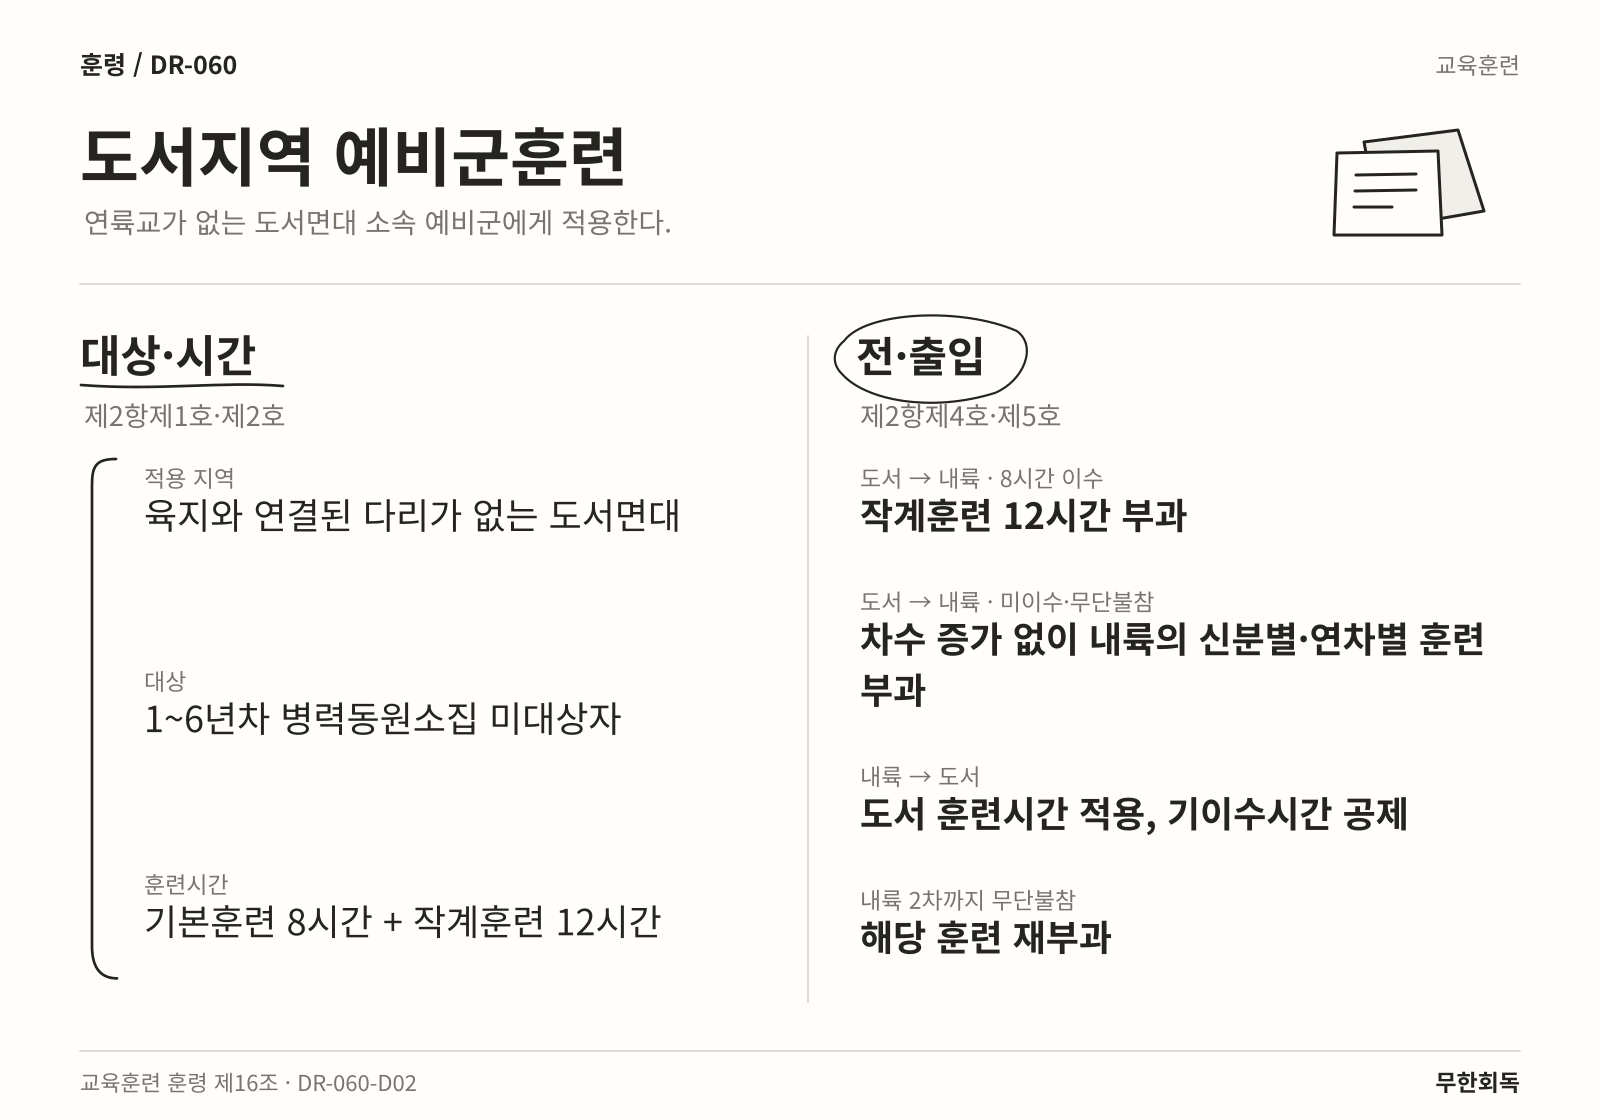 훈령 / DR-060
교육훈련
도서지역 예비군훈련
연륙교가 없는 도서면대 소속 예비군에게 적용한다.
대상·시간
제2항제1호·제2호
적용 지역
육지와 연결된 다리가 없는 도서면대
대상
1~6년차 병력동원소집 미대상자
훈련시간
기본훈련 8시간 + 작계훈련 12시간
전·출입
제2항제4호·제5호
도서 → 내륙 · 8시간 이수
작계훈련 12시간 부과
도서 → 내륙 · 미이수·무단불참
차수 증가 없이 내륙의 신분별·연차별 훈련
부과
내륙 → 도서
도서 훈련시간 적용, 기이수시간 공제
내륙 2차까지 무단불참
해당 훈련 재부과
교육훈련 훈령 제16조 · DR-060-D02
무한회독